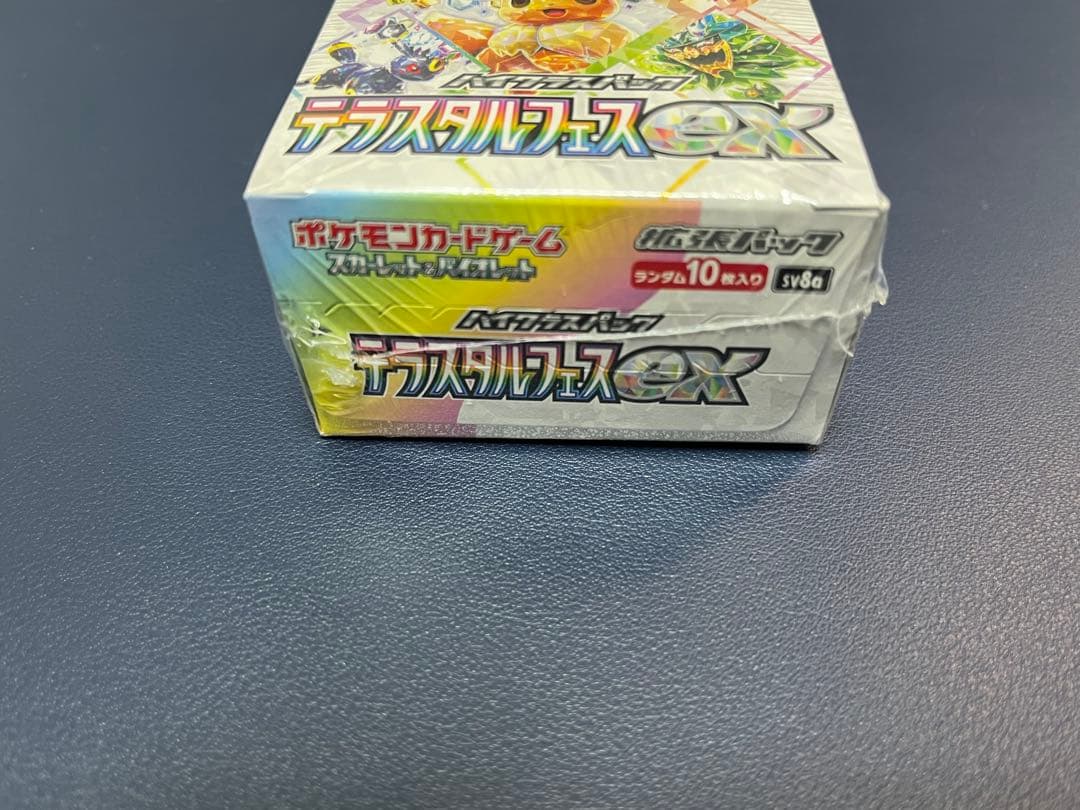 ハイクラスパック
テラスタルフェスex
ポケモンカードゲーム
スカーレット&バイオレット
拡張パック
ランダム10枚入り
sv8a
ハイクラスパック
テラスタルフェスex